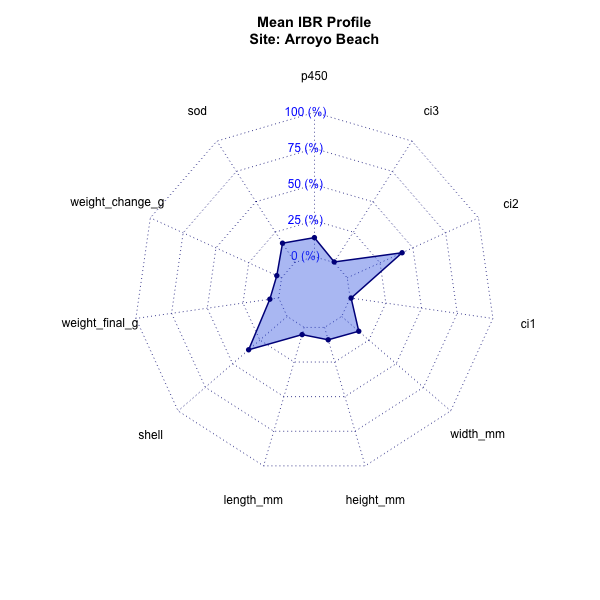 Mean IBR Profile
Site: Arroyo Beach
p450
sod
100 (%)
ci3
75 (%)
weight_change_g
50 (%)
ci2
25 (%)
0 (%)
weight_final_g
ci1
shell
width_mm
length_mm
height_mm